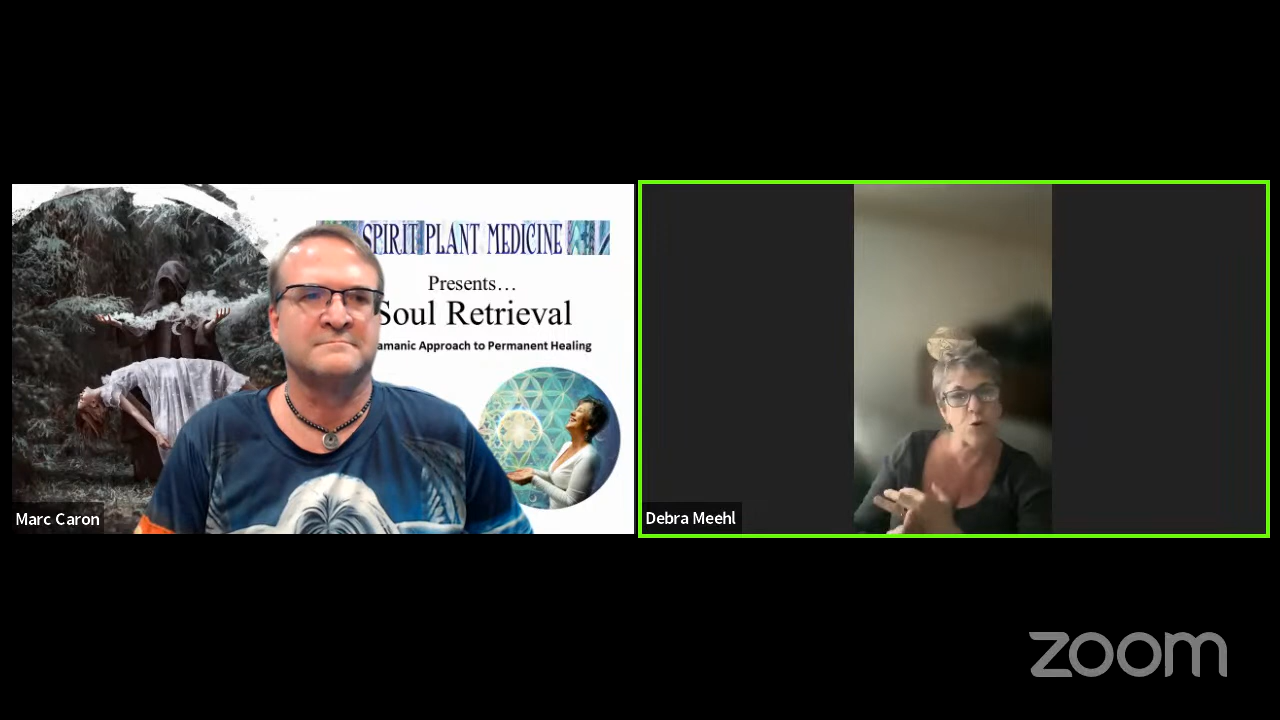 SPIRIT PLANT MEDICINE
Presents…
Soul Retrieval
amanic Approach to Permanent Healing
Marc Caron
Debra Meehl
zoom